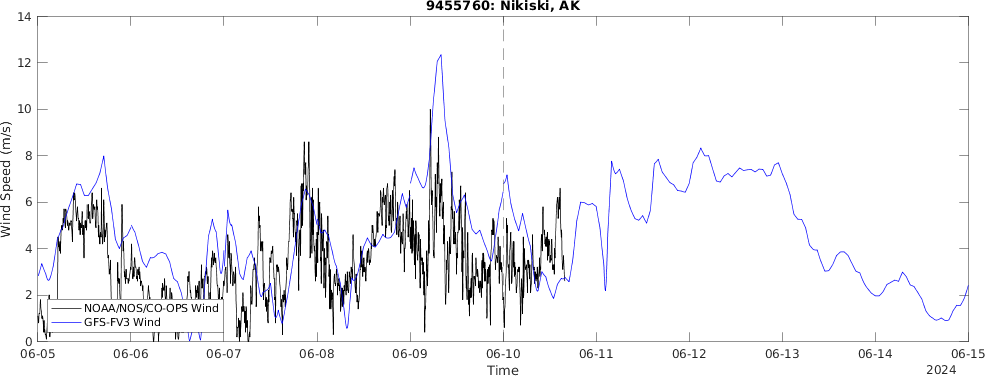 9455760: Nikiski, AK
14
12
10
8
6
4
2
0
Wind Speed (m/s)
NOAA/NOS/CO-OPS Wind
GFS-FV3 Wind
06-05 06-06 06-07 06-08 06-09 06-10 06-11 06-12 06-13 06-14 06-15
Time
2024